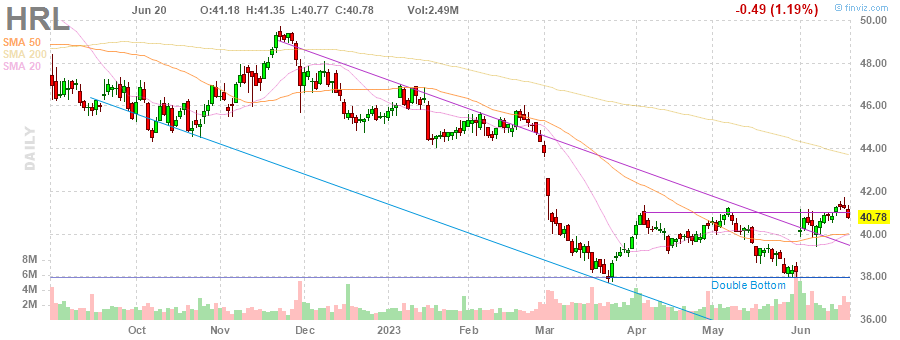 HRL
Jun 20 O:41.18 H:41.35 L:40.77 C:40.78 Vol:2.49M
-0.49 (1.19%)
finviz.com
SMA 50
SMA 200
SMA 20
DAILY
50.00
48.00
46.00
44.00
42.00
40.78
40.00
38.00
36.00
8M
6M
4M
2M
Double Bottom
Oct Nov Dec 2023 Feb Mar Apr May Jun